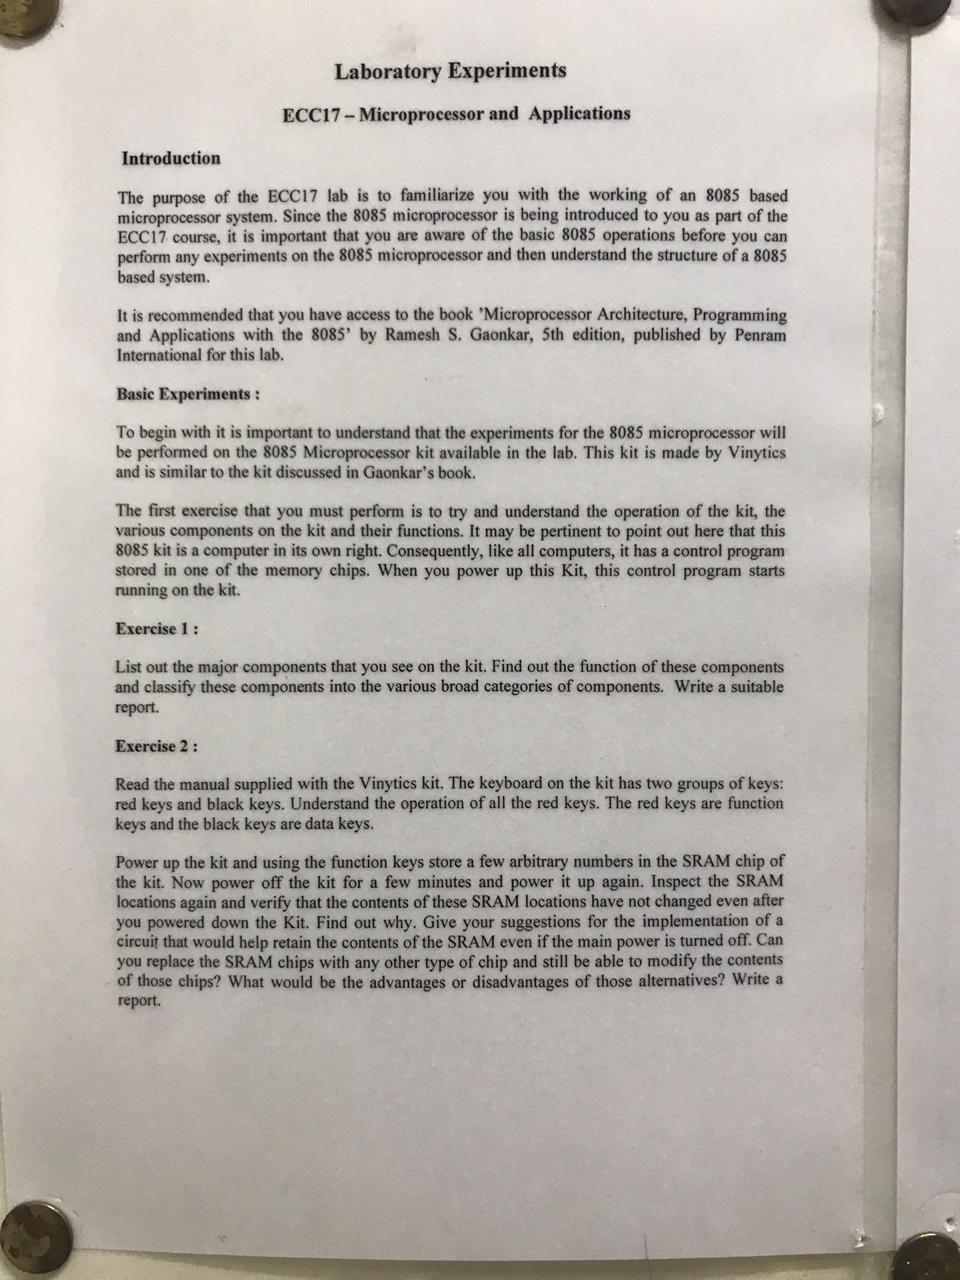 Laboratory Experiments
ECC17 – Microprocessor and Applications
Introduction
The purpose of the ECC17 lab is to familiarize you with the working of an 8085 based
microprocessor system. Since the 8085 microprocessor is being introduced to you as part of the
ECC17 course, it is important that you are aware of the basic 8085 operations before you can
perform any experiments on the 8085 microprocessor and then understand the structure of a 8085
based system.
It is recommended that you have access to the book ’Microprocessor Architecture, Programming
and Applications with the 8085’ by Ramesh S. Gaonkar, 5th edition, published by Penram
International for this lab.
Basic Experiments :
To begin with it is important to understand that the experiments for the 8085 microprocessor will
be performed on the 8085 Microprocessor kit available in the lab. This kit is made by Vinytics
and is similar to the kit discussed in Gaonkar’s book.
The first exercise that you must perform is to try and understand the operation of the kit, the
various components on the kit and their functions. It may be pertinent to point out here that this
8085 kit is a computer in its own right. Consequently, like all computers, it has a control program
stored in one of the memory chips. When you power up this Kit, this control program starts
running on the kit.
Exercise 1 :
List out the major components that you see on the kit. Find out the function of these components
and classify these components into the various broad categories of components. Write a suitable
report.
Exercise 2 :
Read the manual supplied with the Vinytics kit. The keyboard on the kit has two groups of keys:
red keys and black keys. Understand the operation of all the red keys. The red keys are function
keys and the black keys are data keys.
Power up the kit and using the function keys store a few arbitrary numbers in the SRAM chip of
the kit. Now power off the kit for a few minutes and power it up again. Inspect the SRAM
locations again and verify that the contents of these SRAM locations have not changed even after
you powered down the Kit. Find out why. Give your suggestions for the implementation of a
circuit that would help retain the contents of the SRAM even if the main power is turned off. Can
you replace the SRAM chips with any other type of chip and still be able to modify the contents
of those chips? What would be the advantages or disadvantages of those alternatives? Write a
report.